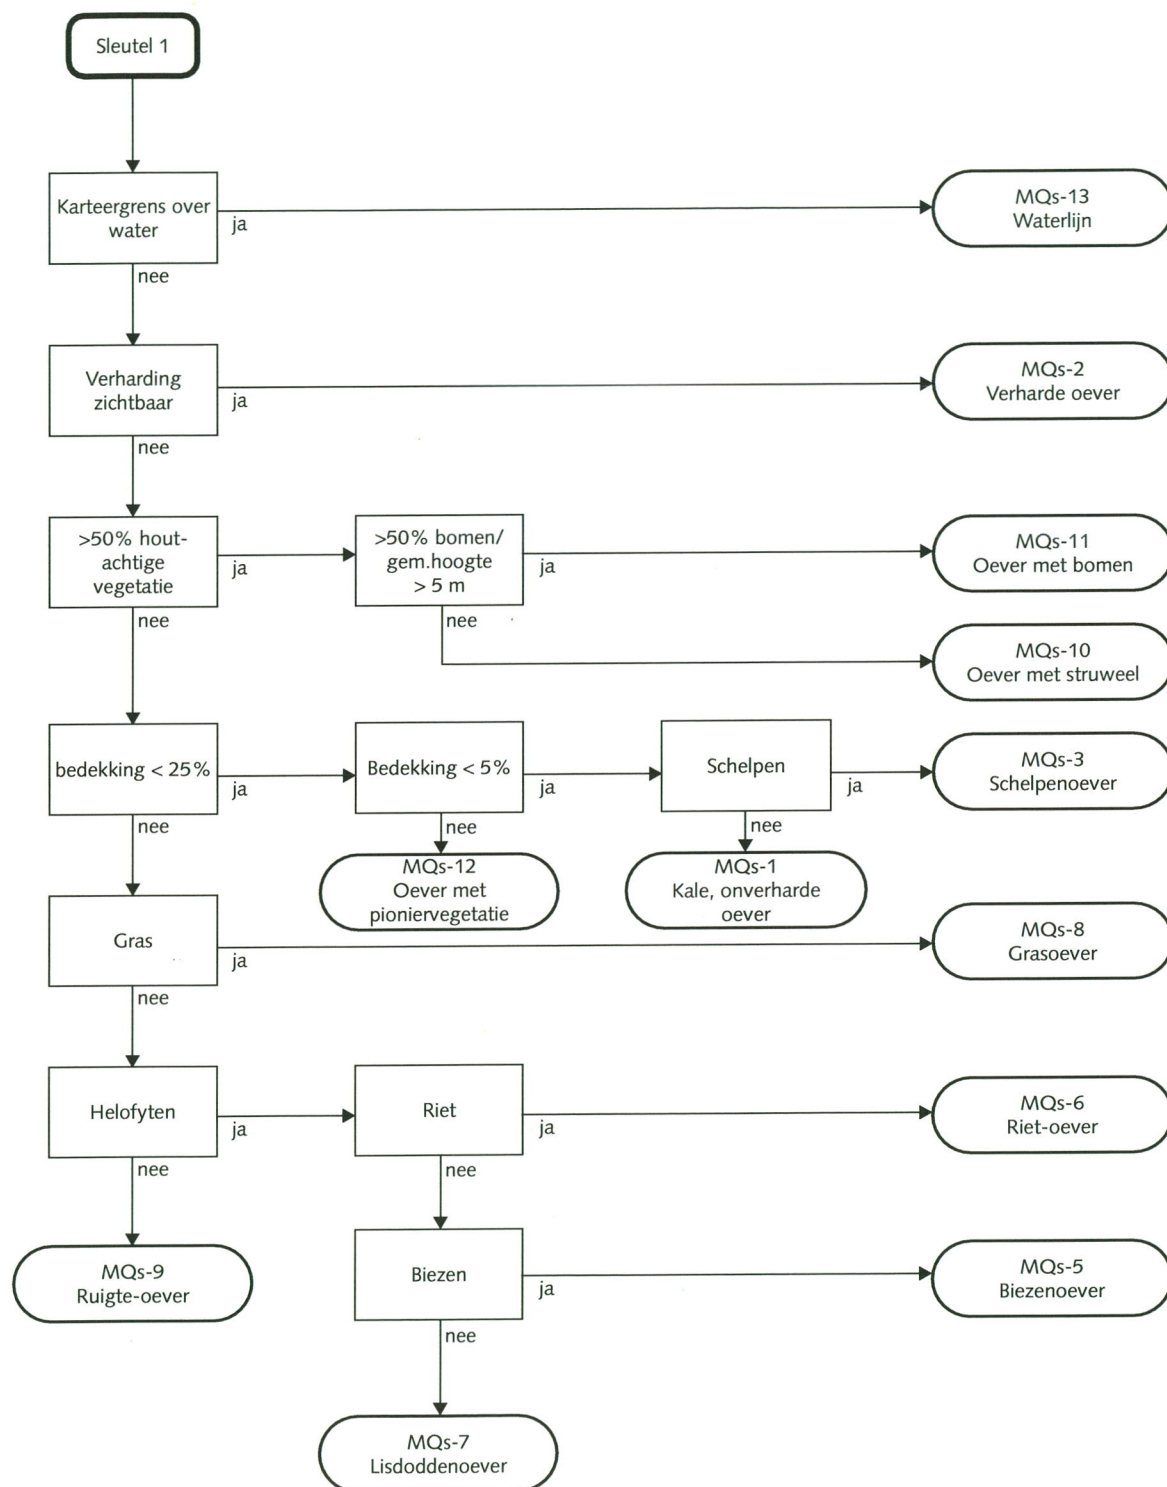 Sleutel 1
Karteergrens over
water
ja
nee
MQs-13
Waterlijn
Verharding
zichtbaar
ja
nee
MQs-2
Verharde oever
>50% hout-
achtige
vegetatie
ja
nee
>50% bomen/
gem.hoogte
> 5 m
ja
nee
MQs-11
Oever met bomen
MQs-10
Oever met struweel
bedekking < 25%
ja
nee
Bedekking < 5%
ja
nee
Schelpen
ja
nee
MQs-3
Schelpenoever
MQs-12
Oever met
pioniervegetatie
MQs-1
Kale, onverharde
oever
Gras
ja
nee
MQs-8
Grasoever
Helofyten
ja
nee
Riet
ja
nee
MQs-6
Riet-oever
MQs-9
Ruigte-oever
Biezen
ja
nee
MQs-5
Biezenoever
MQs-7
Lisdoddenoever